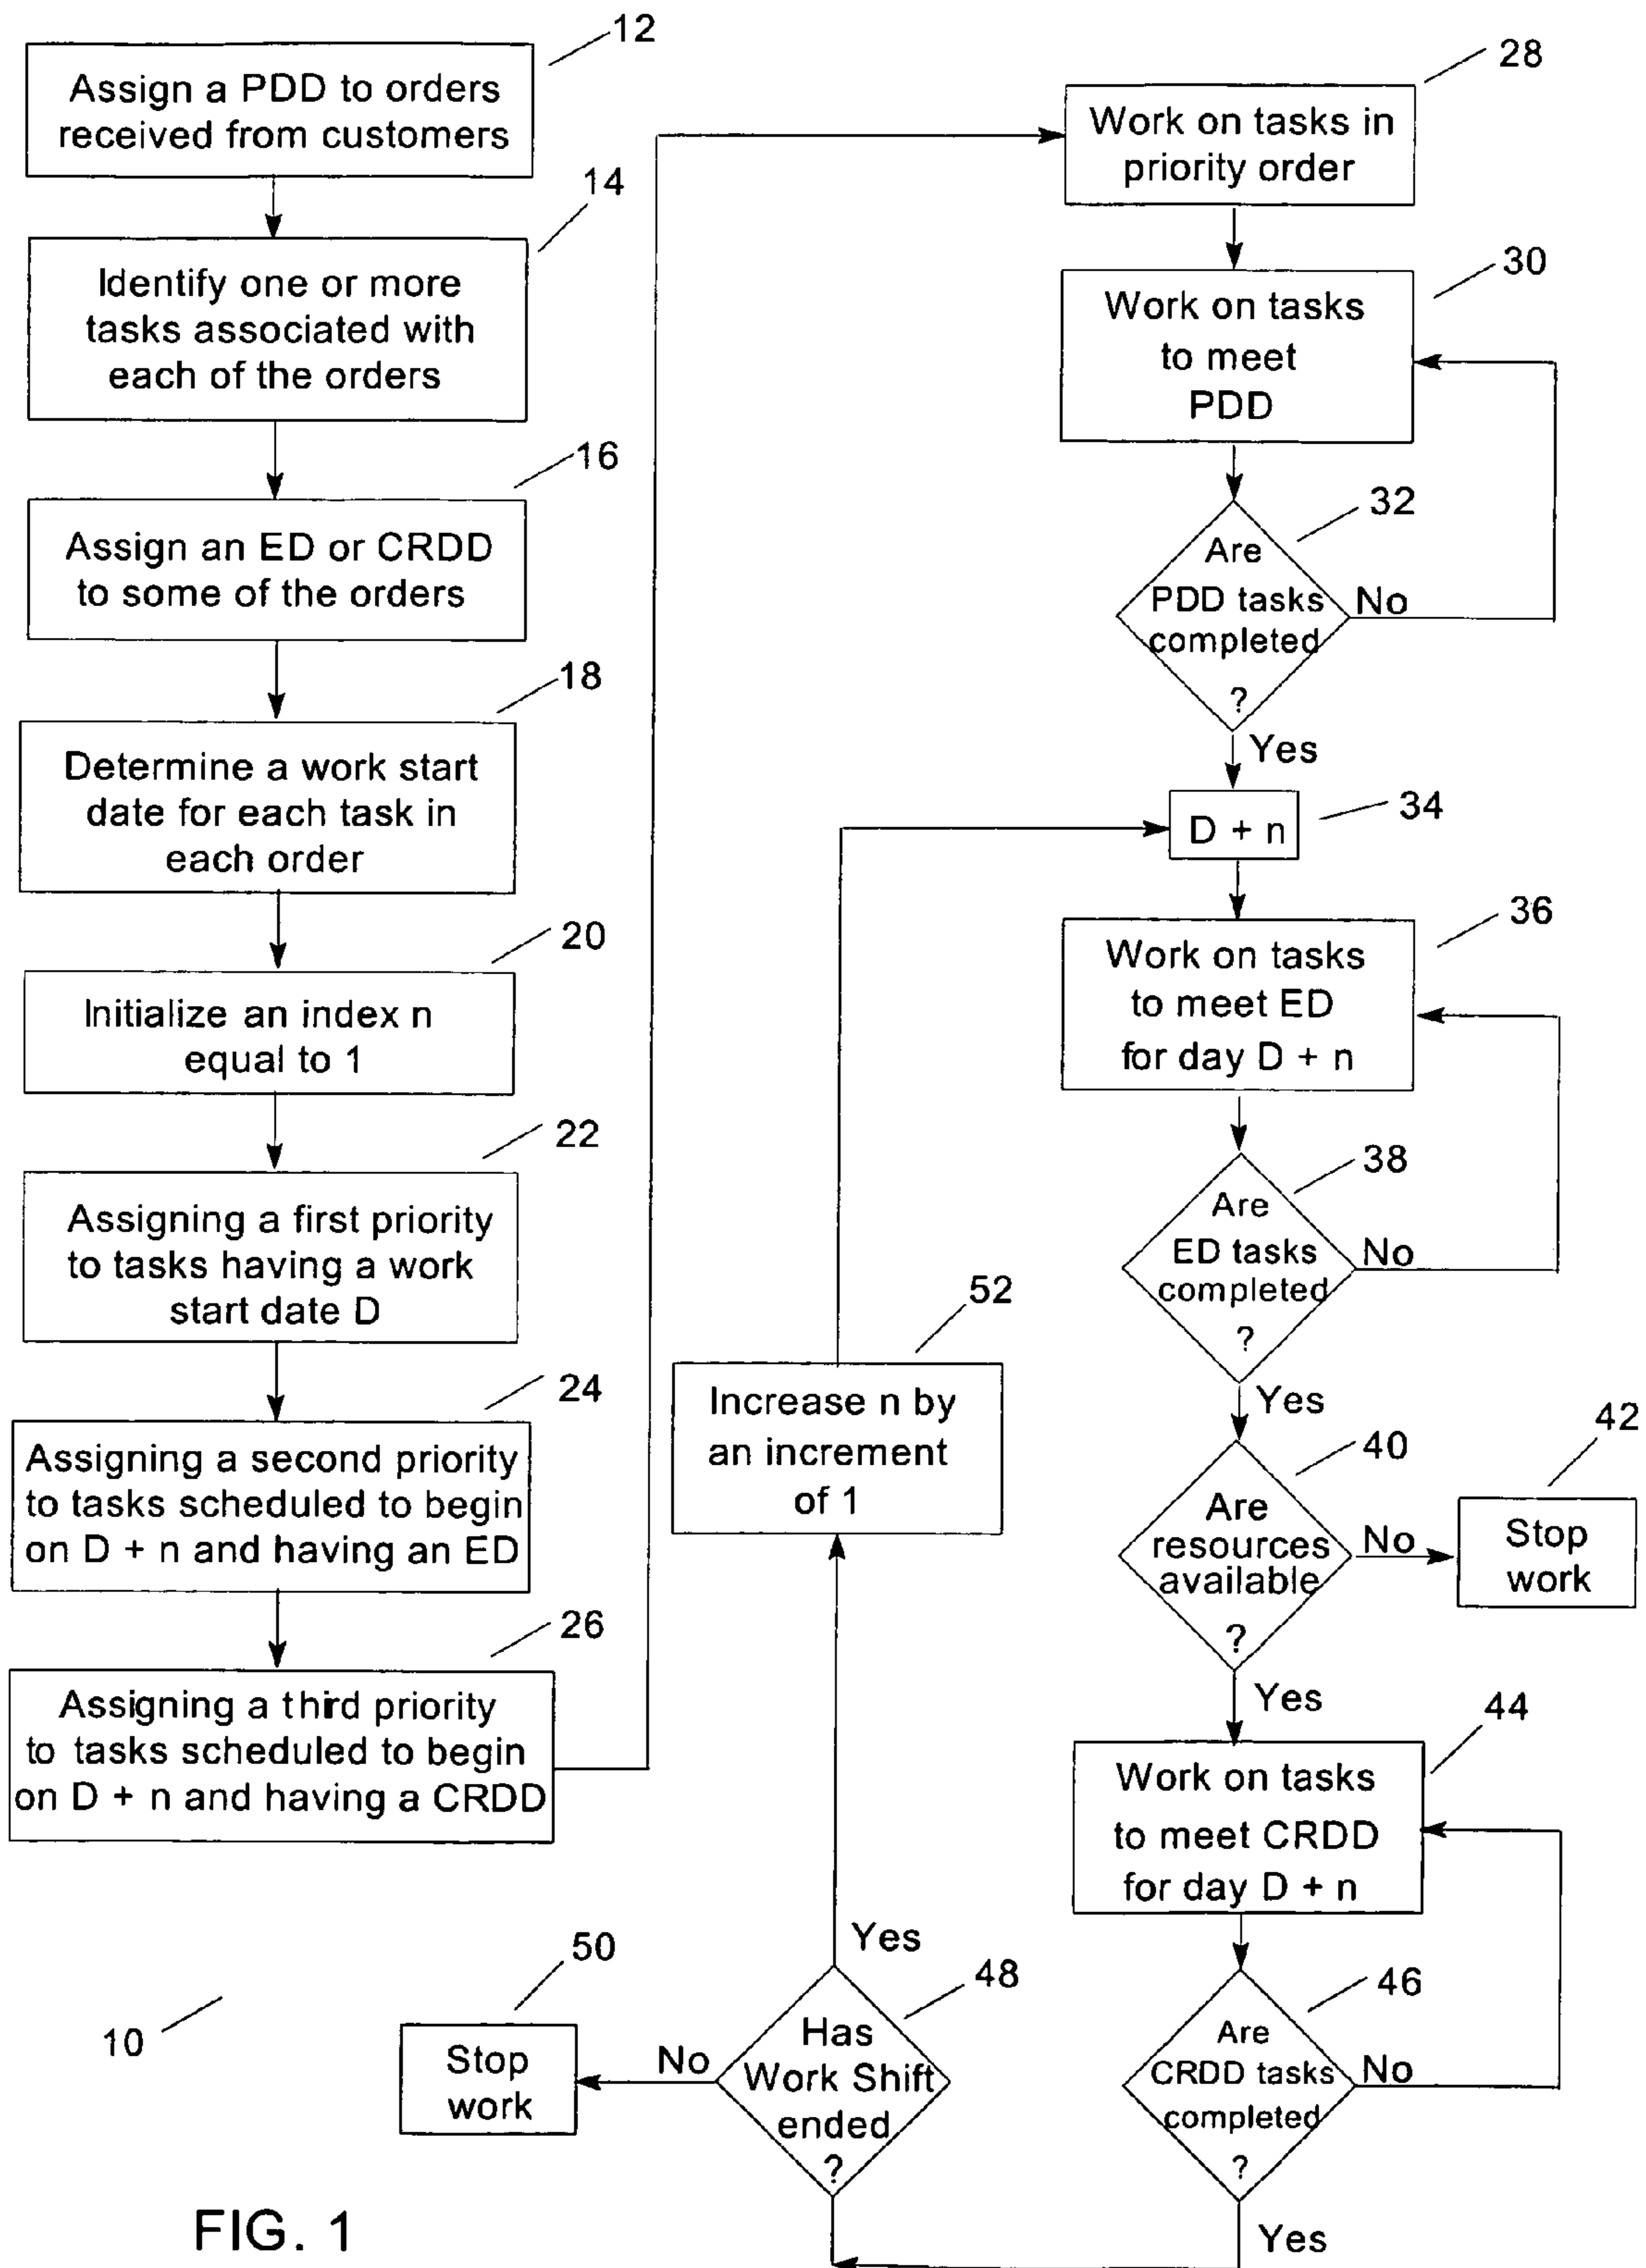 12
Assign a PDD to orders
received from customers
14
Identify one or more
tasks associated with
each of the orders
16
Assign an ED or CRDD
to some of the orders
18
Determine a work start
date for each task in
each order
20
Initialize an index n
equal to 1
22
Assigning a first priority
to tasks having a work
start date D
24
Assigning a second priority
to tasks scheduled to begin
on D + n and having an ED
26
Assigning a third priority
to tasks scheduled to begin
on D + n and having a CRDD
28
Work on tasks in
priority order
30
Work on tasks
to meet
PDD
32
Are
PDD tasks
completed
?
No
Yes
34
D + n
36
Work on tasks
to meet ED
for day D + n
38
Are
ED tasks
completed
?
No
Yes
40
Are
resources
available
?
No
42
Stop
work
Yes
44
Work on tasks
to meet CRDD
for day D + n
46
Are
CRDD tasks
completed
?
No
Yes
48
Has
Work Shift
ended
?
No
50
Stop
work
Yes
52
Increase n by
an increment
of 1
10
FIG. 1